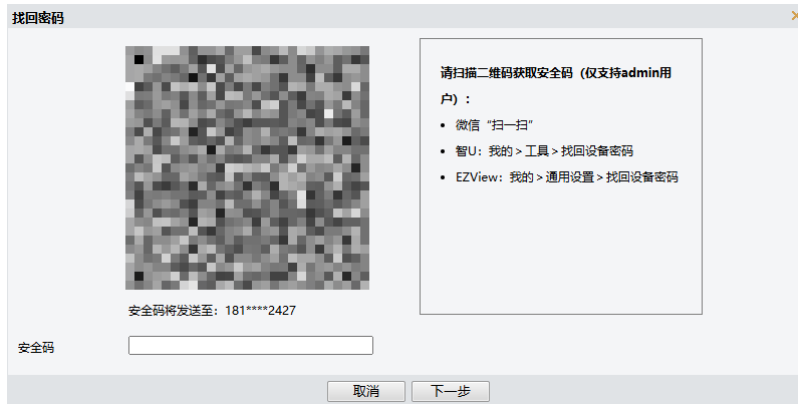 找回密码
请扫描二维码获取安全码（仅支持admin用
户）：
• 微信“扫一扫”
• 智U：我的 > 工具 > 找回设备密码
• EZView：我的 > 通用设置 > 找回设备密码
安全码将发送至：181****2427
安全码
取消 下一步